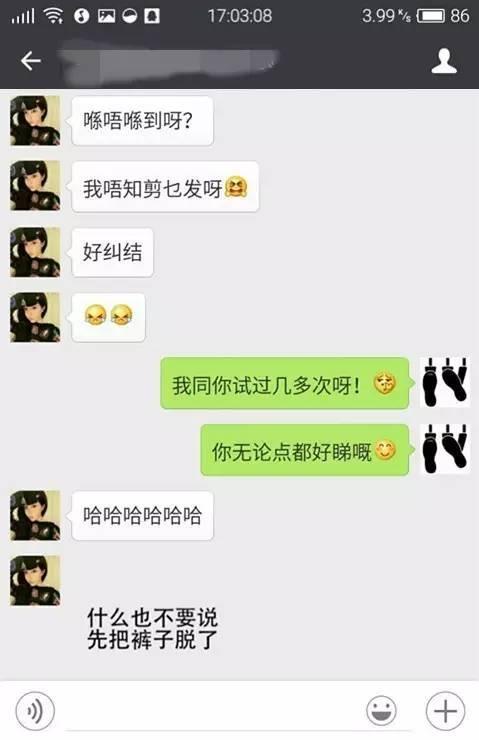 17:03:08
3.99 K/s
86
喺唔喺到呀?
我唔知剪乜发呀
好纠结
我同你试过几多次呀!
你无论点都好睇嘅
哈哈哈哈哈哈
什么也不要说
先把裤子脱了